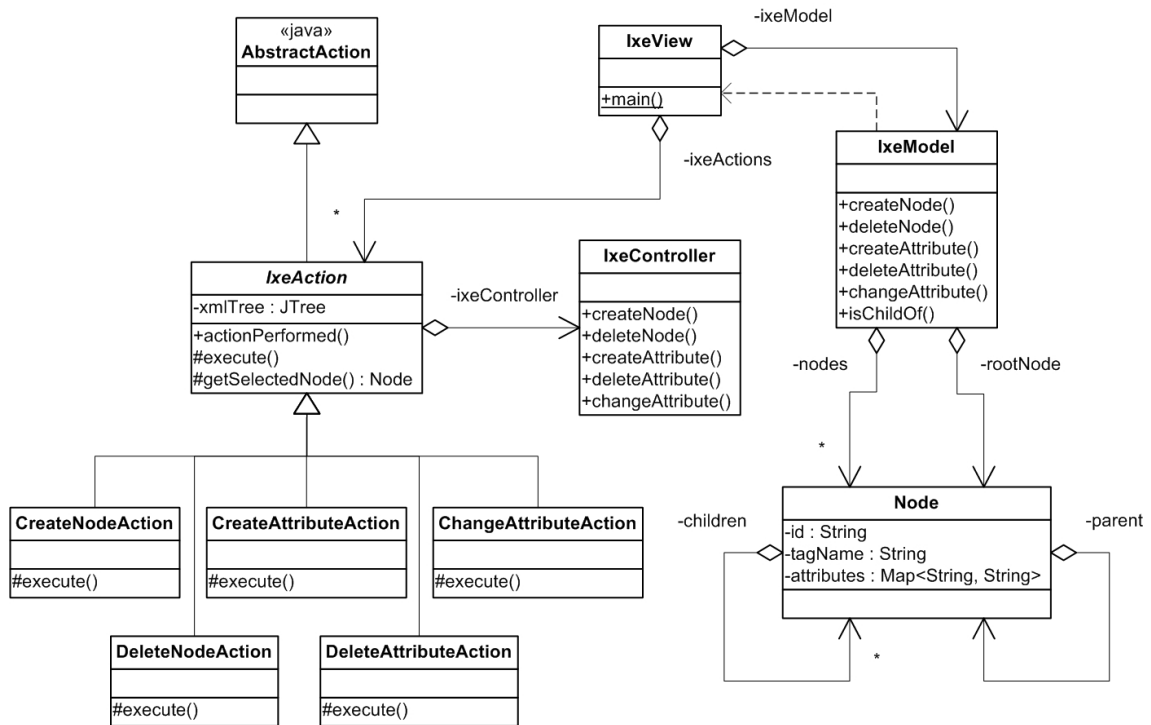 «java»
AbstractAction
IxeView
+main()
-ixeModel
-ixeActions
*
IxeModel
+createNode()
+deleteNode()
+createAttribute()
+deleteAttribute()
+changeAttribute()
+isChildOf()
IxeAction
-xmlTree : JTree
+actionPerformed()
#execute()
#getSelectedNode() : Node
-ixeController
IxeController
+createNode()
+deleteNode()
+createAttribute()
+deleteAttribute()
+changeAttribute()
-nodes
-rootNode
*
CreateNodeAction
#execute()
CreateAttributeAction
#execute()
ChangeAttributeAction
#execute()
DeleteNodeAction
#execute()
DeleteAttributeAction
#execute()
-children
Node
-id : String
-tagName : String
-attributes : Map<String, String>
-parent
*